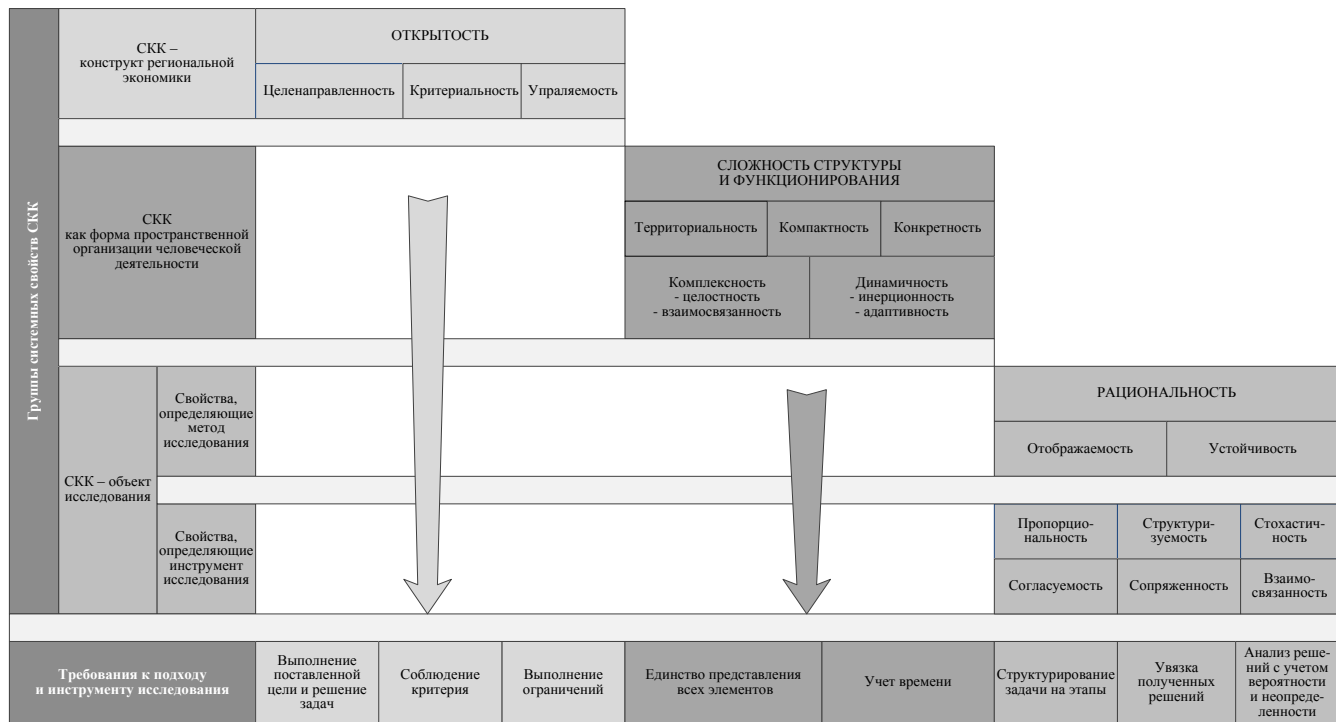 Группы системных свойств СКК
СКК –
конструкт региональной
экономики
ОТКРЫТОСТЬ
Целенаправленность
Критериальность
Упраляемость
СКК
как форма пространственной
организации человеческой
деятельности
СЛОЖНОСТЬ СТРУКТУРЫ
И ФУНКЦИОНИРОВАНИЯ
Территориальность
Компактность
Конкретность
Комплексность
- целостность
- взаимосвязанность
Динамичность
- инерционность
- адаптивность
СКК – объект
исследования
Свойства,
определяющие
метод
исследования
РАЦИОНАЛЬНОСТЬ
Отображаемость
Устойчивость
Свойства,
определяющие
инструмент
исследования
Пропорцио-
нальность
Структури-
зуемость
Стохастич-
ность
Согласуемость
Сопряженность
Взаимо-
связанность
Требования к подходу
и инструменту исследования
Выполнение
поставленной
цели и решение
задач
Соблюдение
критерия
Выполнение
ограничений
Единство представления
всех элементов
Учет времени
Структурирование
задачи на этапы
Увязка
полученных
решений
Анализ реше-
ний с учетом
вероятности
и неопреде-
ленности